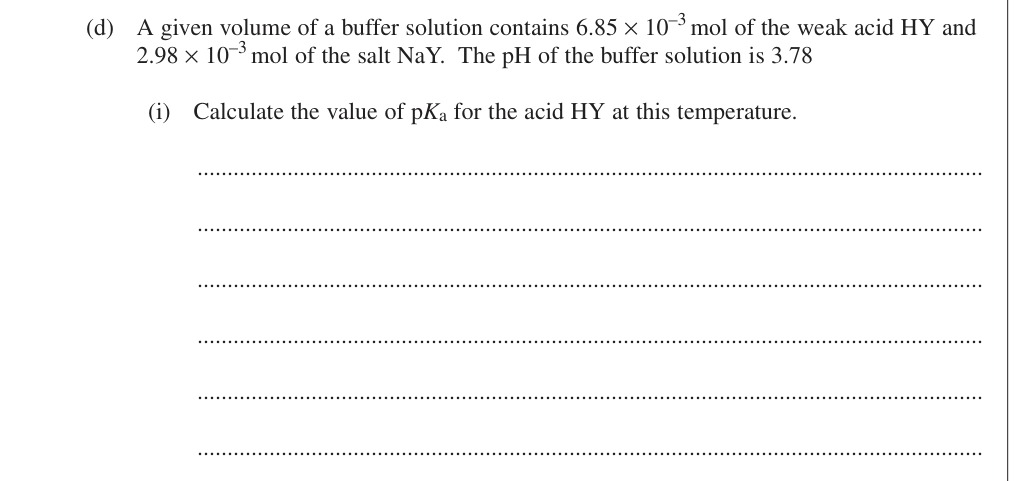 (d) A given volume of a buffer solution contains 6.85 × 10⁻³ mol of the weak acid HY and
2.98 × 10⁻³ mol of the salt NaY. The pH of the buffer solution is 3.78
(i) Calculate the value of pKₐ for the acid HY at this temperature.